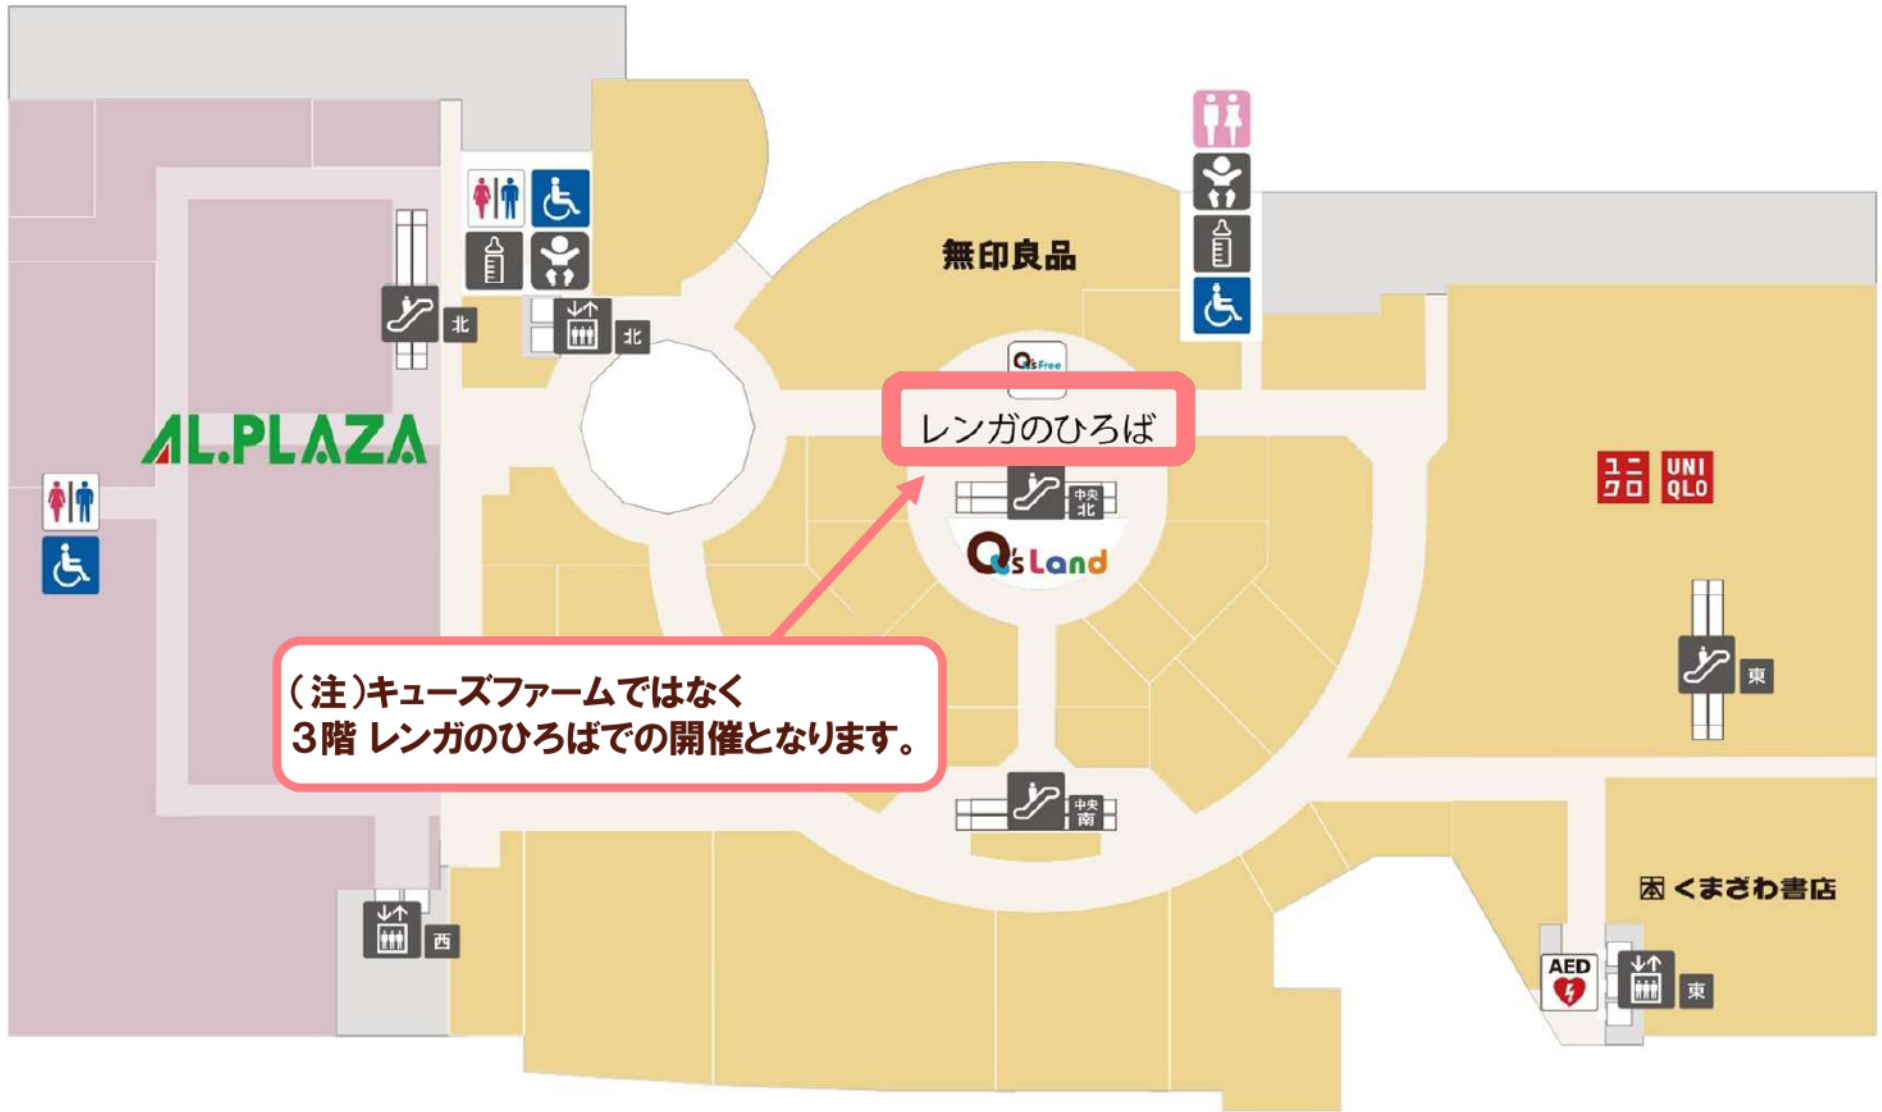 無印良品
北
北
Q's Free
レンガのひろば
AL.PLAZA
ユニ
クロ
UNI
QLO
中央
北
Q's Land
(注)キューズファームではなく
3階 レンガのひろばでの開催となります。
東
中央
南
本 くまざわ書店
西
AED
東